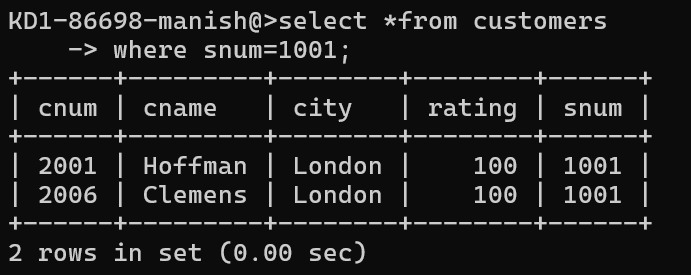 KD1-86698-manish@>select *from customers
    -> where snum=1001;
+------+---------+--------+--------+------+
| cnum | cname   | city   | rating | snum |
+------+---------+--------+--------+------+
| 2001 | Hoffman | London |    100 | 1001 |
| 2006 | Clemens | London |    100 | 1001 |
+------+---------+--------+--------+------+
2 rows in set (0.00 sec)